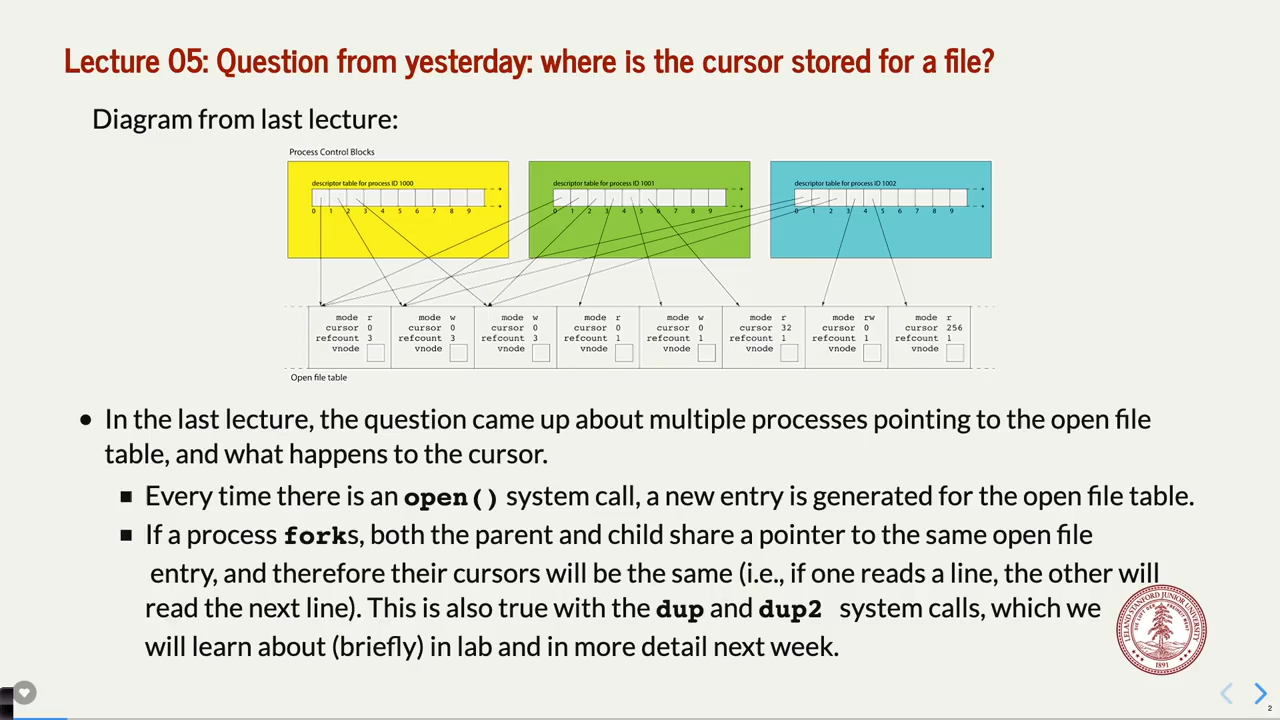 Lecture 05: Question from yesterday: where is the cursor stored for a file?
Diagram from last lecture:
Process Control Blocks
descriptor table for process ID 1000
0 1 2 3 4 5 6 7 8 9
descriptor table for process ID 1001
0 1 2 3 4 5 6 7 8 9
descriptor table for process ID 1002
0 1 2 3 4 5 6 7 8 9
mode r
cursor 0
refcount 3
vnode
mode w
cursor 0
refcount 3
vnode
mode w
cursor 0
refcount 3
vnode
mode r
cursor 0
refcount 1
vnode
mode w
cursor 0
refcount 1
vnode
mode r
cursor 32
refcount 1
vnode
mode rw
cursor 0
refcount 1
vnode
mode r
cursor 256
refcount 1
vnode
Open file table
• In the last lecture, the question came up about multiple processes pointing to the open file
table, and what happens to the cursor.
▪ Every time there is an open() system call, a new entry is generated for the open file table.
▪ If a process forks, both the parent and child share a pointer to the same open file
entry, and therefore their cursors will be the same (i.e., if one reads a line, the other will
read the next line). This is also true with the dup and dup2 system calls, which we
will learn about (briefly) in lab and in more detail next week.
LELAND STANFORD JUNIOR UNIVERSITY
1891
2